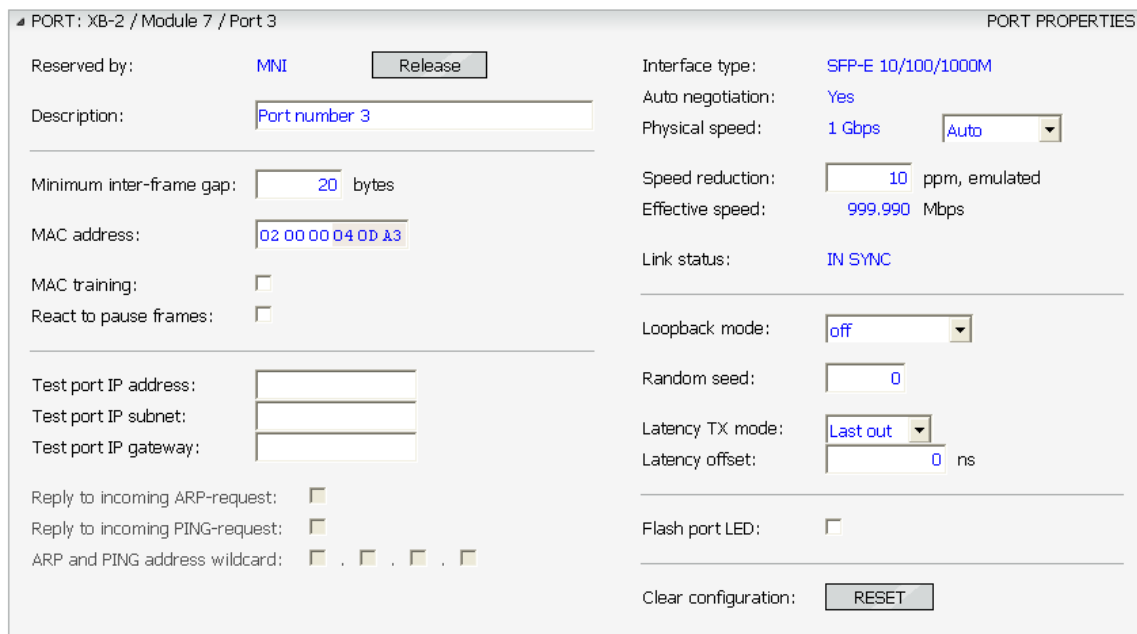 PORT: XB-2 / Module 7 / Port 3 PORT PROPERTIES
Reserved by: MNI Release
Description: Port number 3
Minimum inter-frame gap: 20 bytes
MAC address: 02 00 00 04 0D A3
MAC training:
React to pause frames:
Test port IP address:
Test port IP subnet:
Test port IP gateway:
Reply to incoming ARP-request:
Reply to incoming PING-request:
ARP and PING address wildcard: . . .
Interface type: SFP-E 10/100/1000M
Auto negotiation: Yes
Physical speed: 1 Gbps Auto
Speed reduction: 10 ppm, emulated
Effective speed: 999.990 Mbps
Link status: IN SYNC
Loopback mode: off
Random seed: 0
Latency TX mode: Last out
Latency offset: 0 ns
Flash port LED:
Clear configuration: RESET